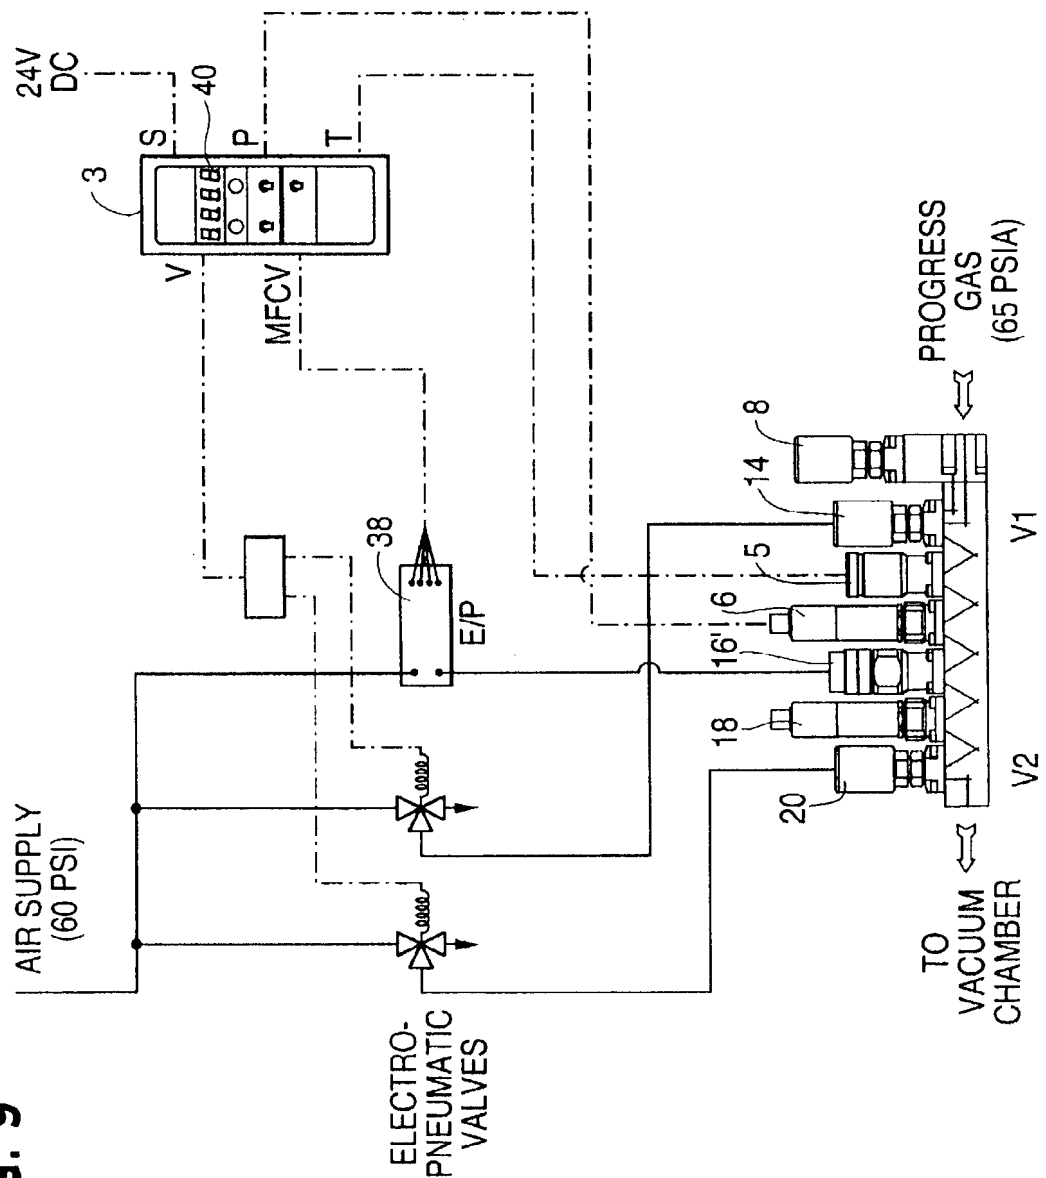 AIR SUPPLY
(60 PSI)
24V
DC
3
S
40
P
T
V
MFCV
38
E/P
ELECTRO-
PNEUMATIC
VALVES
20
18
16'
6
5
14
8
V2
V1
TO
VACUUM
CHAMBER
PROGRESS
GAS
(65 PSIA)
9